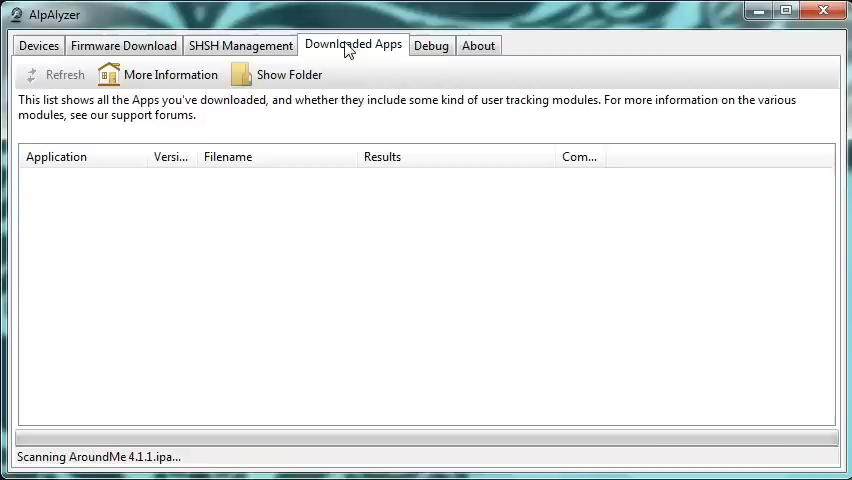 AIpAlyzer
Devices Firmware Download SHSH Management Downloaded Apps Debug About
Refresh More Information Show Folder
This list shows all the Apps you've downloaded, and whether they include some kind of user tracking modules. For more information on the various
modules, see our support forums.
Application Versi... Filename Results Com...
Scanning AroundMe 4.1.1.ipa...